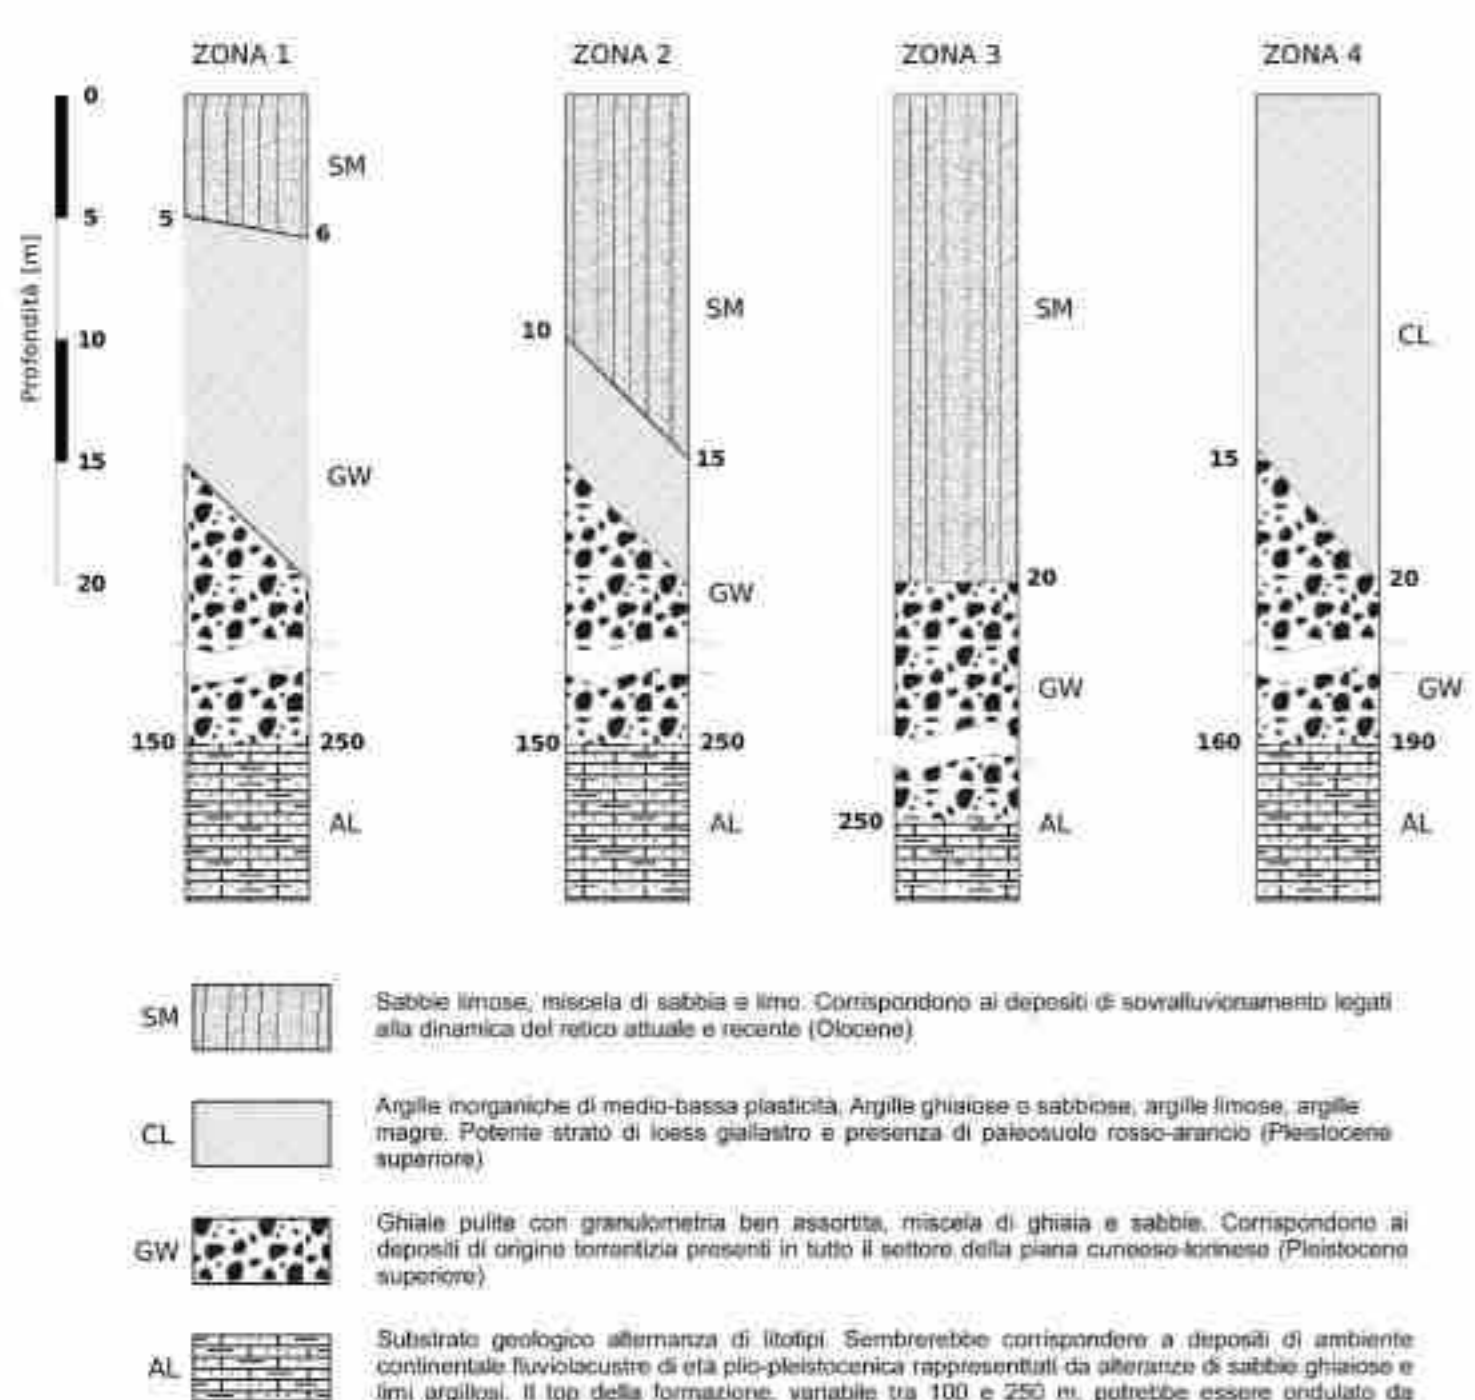 ZONA 1 ZONA 2 ZONA 3 ZONA 4
0
SM
5 5 6
Profondità [m]
SM SM
10 10 CL
15 15 15
GW
20 20 20
GW
GW GW
150 250 150 250 160 190
250
AL AL AL AL
SM Sabbie limose, miscela di sabbia e limo. Corrispondono ai depositi di sovralluvionamento legati
alla dinamica del retico attuale e recente (Olocene)
CL Argille inorganiche di medio-bassa plasticità. Argille ghiaiose o sabbiose, argille limose, argille
magre. Potente strato di loess giallastro e presenza di paleosuolo rosso-arancio (Pleistocene
superiore)
GW Ghiaie pulite con granulometria ben assortita, miscela di ghiaia e sabbie. Corrispondono ai
depositi di origine torrentizia presenti in tutto il settore della piana cuneese-torinese (Pleistocene
superiore)
AL Substrato geologico alternanza di litotipi. Sembrerebbe corrispondere a depositi di ambiente
continentale fluviolacustre di età plio-pleistocenica rappresentati da alteranze di sabbie ghiaiose e
limi argillosi. Il top della formazione, variabile tra 100 e 250 m, potrebbe essere ondulato da